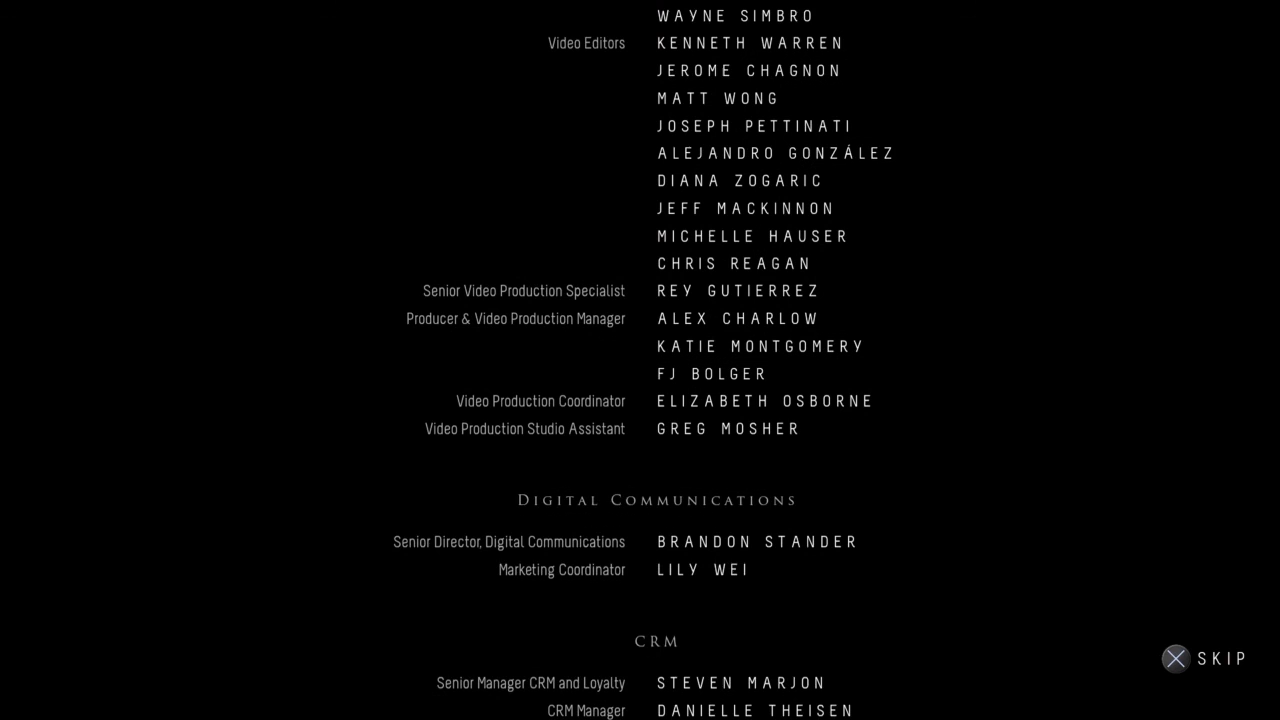 WAYNE SIMBRO
Video Editors KENNETH WARREN
JEROME CHAGNON
MATT WONG
JOSEPH PETTINATI
ALEJANDRO GONZÁLEZ
DIANA ZOGARIC
JEFF MACKINNON
MICHELLE HAUSER
CHRIS REAGAN
Senior Video Production Specialist REY GUTIERREZ
Producer & Video Production Manager ALEX CHARLOW
KATIE MONTGOMERY
FJ BOLGER
Video Production Coordinator ELIZABETH OSBORNE
Video Production Studio Assistant GREG MOSHER
DIGITAL COMMUNICATIONS
Senior Director, Digital Communications BRANDON STANDER
Marketing Coordinator LILY WEI
CRM
SKIP
Senior Manager CRM and Loyalty STEVEN MARJON
CRM Manager DANIELLE THEISEN